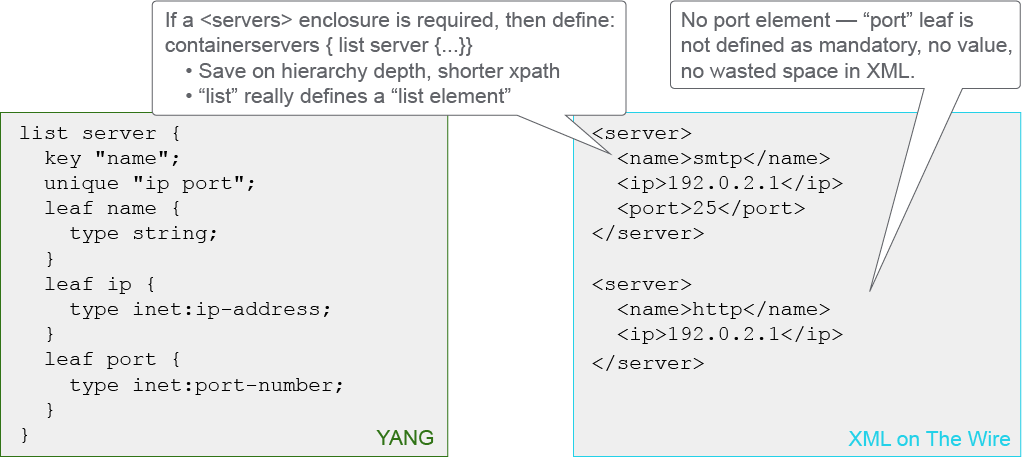 If a <servers> enclosure is required, then define:
containerservers { list server {...}}
• Save on hierarchy depth, shorter xpath
• “list” really defines a “list element”
No port element — “port” leaf is
not defined as mandatory, no value,
no wasted space in XML.
list server {
  key "name";
  unique "ip port";
  leaf name {
    type string;
  }
  leaf ip {
    type inet:ip-address;
  }
  leaf port {
    type inet:port-number;
  }
}
YANG
<server>
  <name>smtp</name>
  <ip>192.0.2.1</ip>
  <port>25</port>
</server>
<server>
  <name>http</name>
  <ip>192.0.2.1</ip>
</server>
XML on The Wire